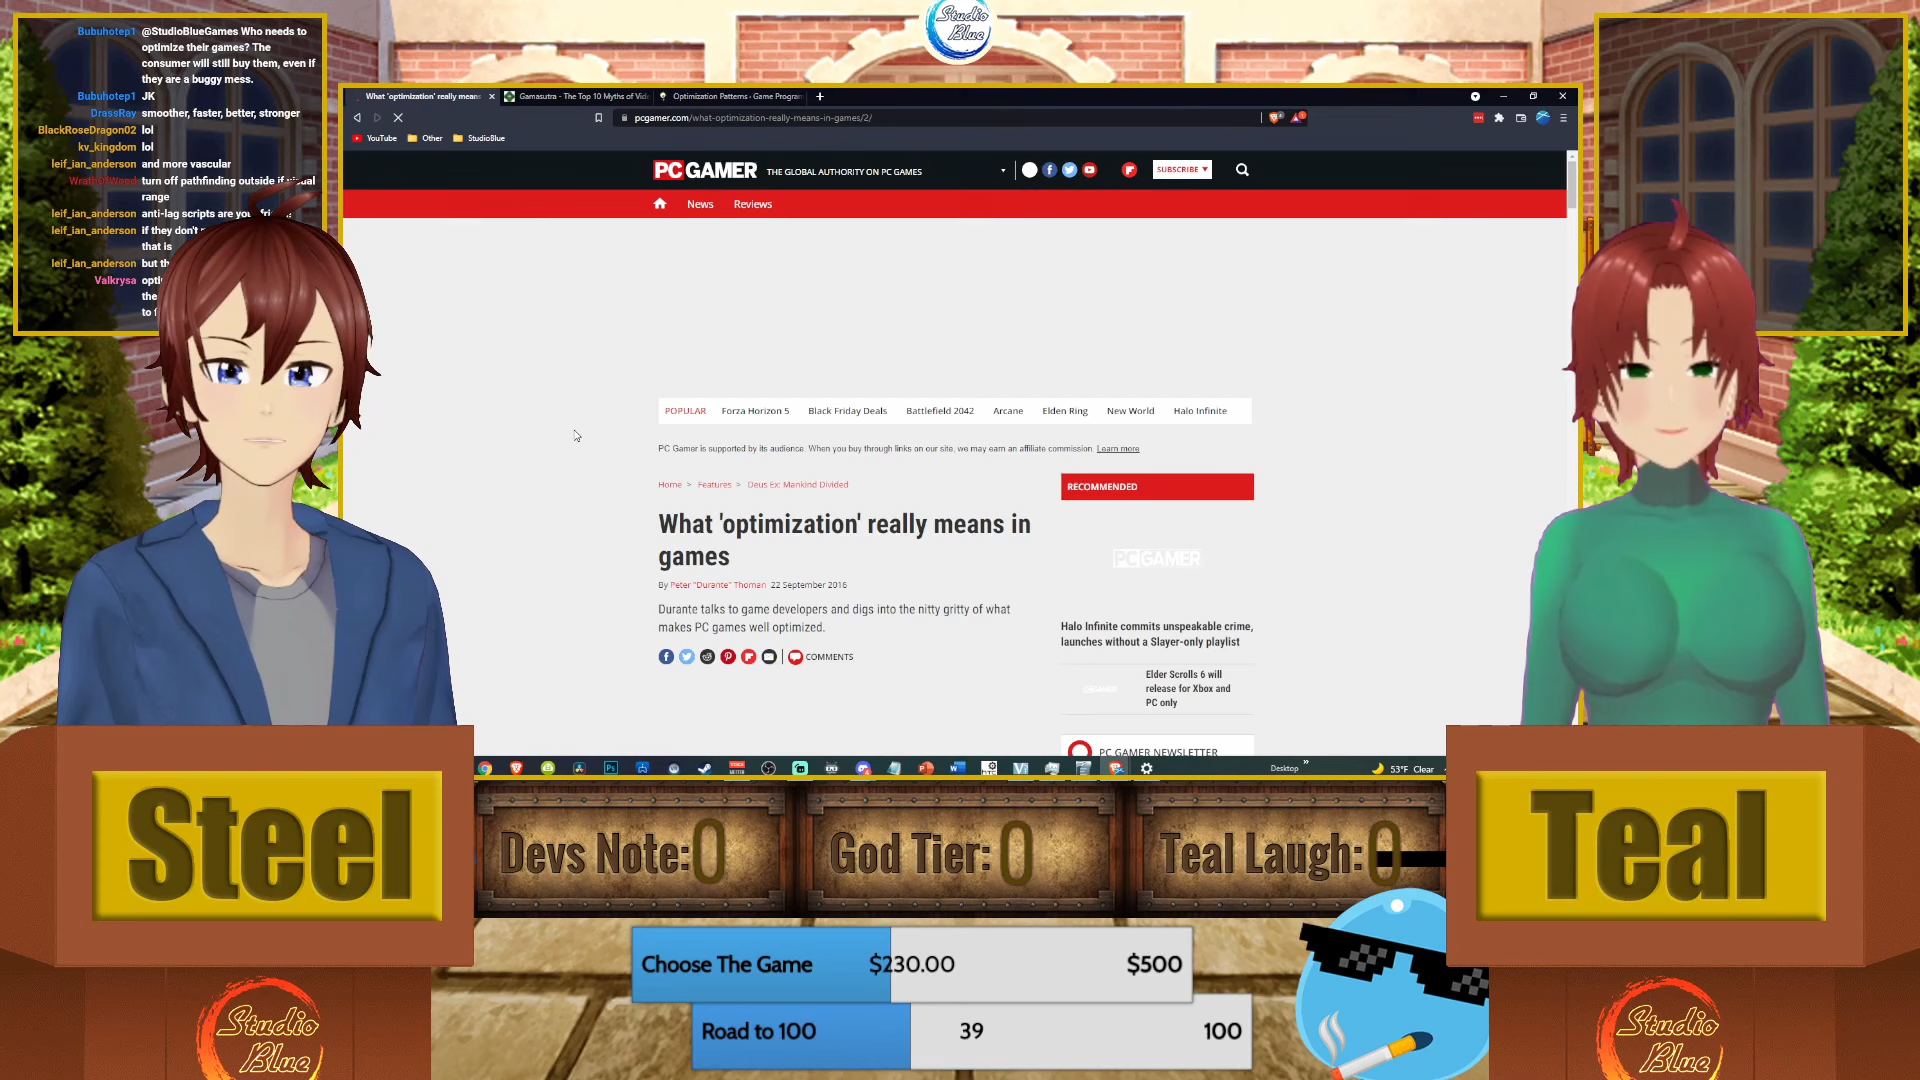 Studio
Blue
Bubuhotep1 @StudioBlueGames Who needs to
optimize their games? The
consumer will still buy them, even if
they are a buggy mess.
Bubuhotep1 JK
DrassRay smoother, faster, better, stronger
BlackRoseDragon02 lol
kv_kingdom lol
leif_ian_anderson and more vascular
turn off pathfinding outside if visual
range
leif_ian_anderson anti-lag scripts are
leif_ian_anderson if they don't
that is
leif_ian_anderson
Valkrysa
the
What 'optimization' really means
Gamasutra - The Top 10 Myths of Vid
Optimization Patterns · Game Program
pcgamer.com/what-optimization-really-means-in-games/2/
YouTube Other StudioBlue
PC GAMER THE GLOBAL AUTHORITY ON PC GAMES SUBSCRIBE
News Reviews
POPULAR Forza Horizon 5 Black Friday Deals Battlefield 2042 Arcane Elden Ring New World Halo Infinite
PC Gamer is supported by its audience. When you buy through links on our site, we may earn an affiliate commission. Learn more
Home > Features > Deus Ex: Mankind Divided
What 'optimization' really means in
games
By Peter "Durante" Thoman 22 September 2016
Durante talks to game developers and digs into the nitty gritty of what
makes PC games well optimized.
COMMENTS
RECOMMENDED
PC GAMER
Halo Infinite commits unspeakable crime,
launches without a Slayer-only playlist
Elder Scrolls 6 will
release for Xbox and
PC only
PC GAMER NEWSLETTER
Desktop 53°F Clear
Steel
Devs Note: 0
God Tier: 0
Teal Laugh: 0
Teal
Choose The Game $230.00 $500
Road to 100 39 100
Studio
Blue
Studio
Blue